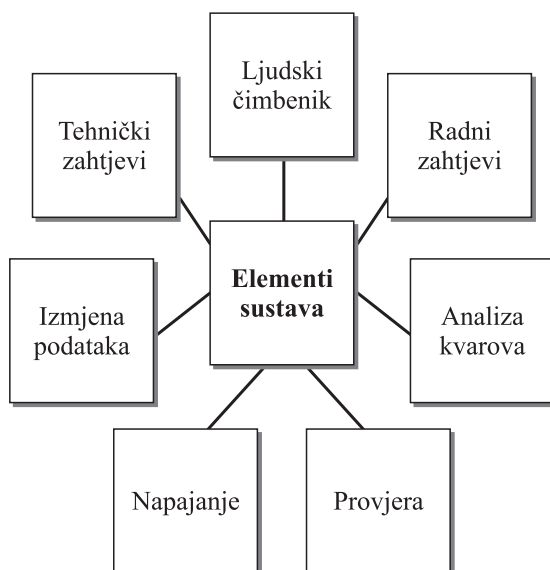 Ljudski
čimbenik
Tehnički
zahtjevi
Radni
zahtjevi
Elementi
sustava
Izmjena
podataka
Analiza
kvarova
Napajanje
Provjera